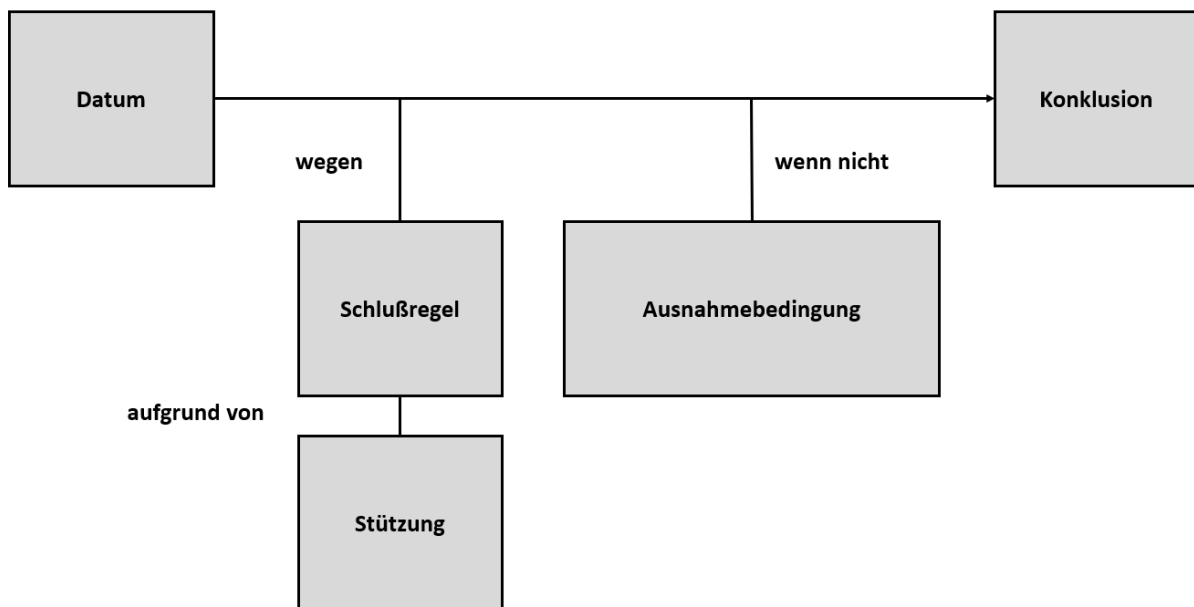 Datum
Konklusion
wegen
wenn nicht
Schlußregel
Ausnahmebedingung
aufgrund von
Stützung